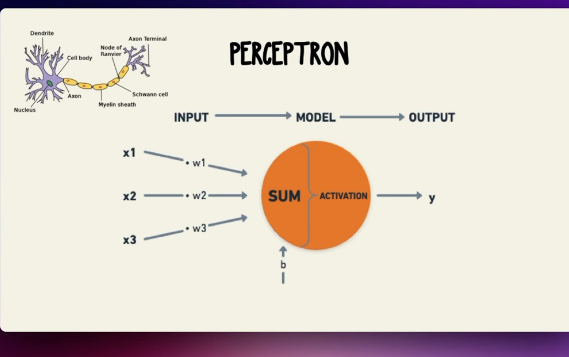 PERCEPTRON
Dendrite
Axon Terminal
Node of
Ranvier
Cell body
Schwann cell
Axon
Myelin sheath
Nucleus
INPUT MODEL OUTPUT
x1 • w1
x2 • w2 SUM ACTIVATION y
x3 • w3
b